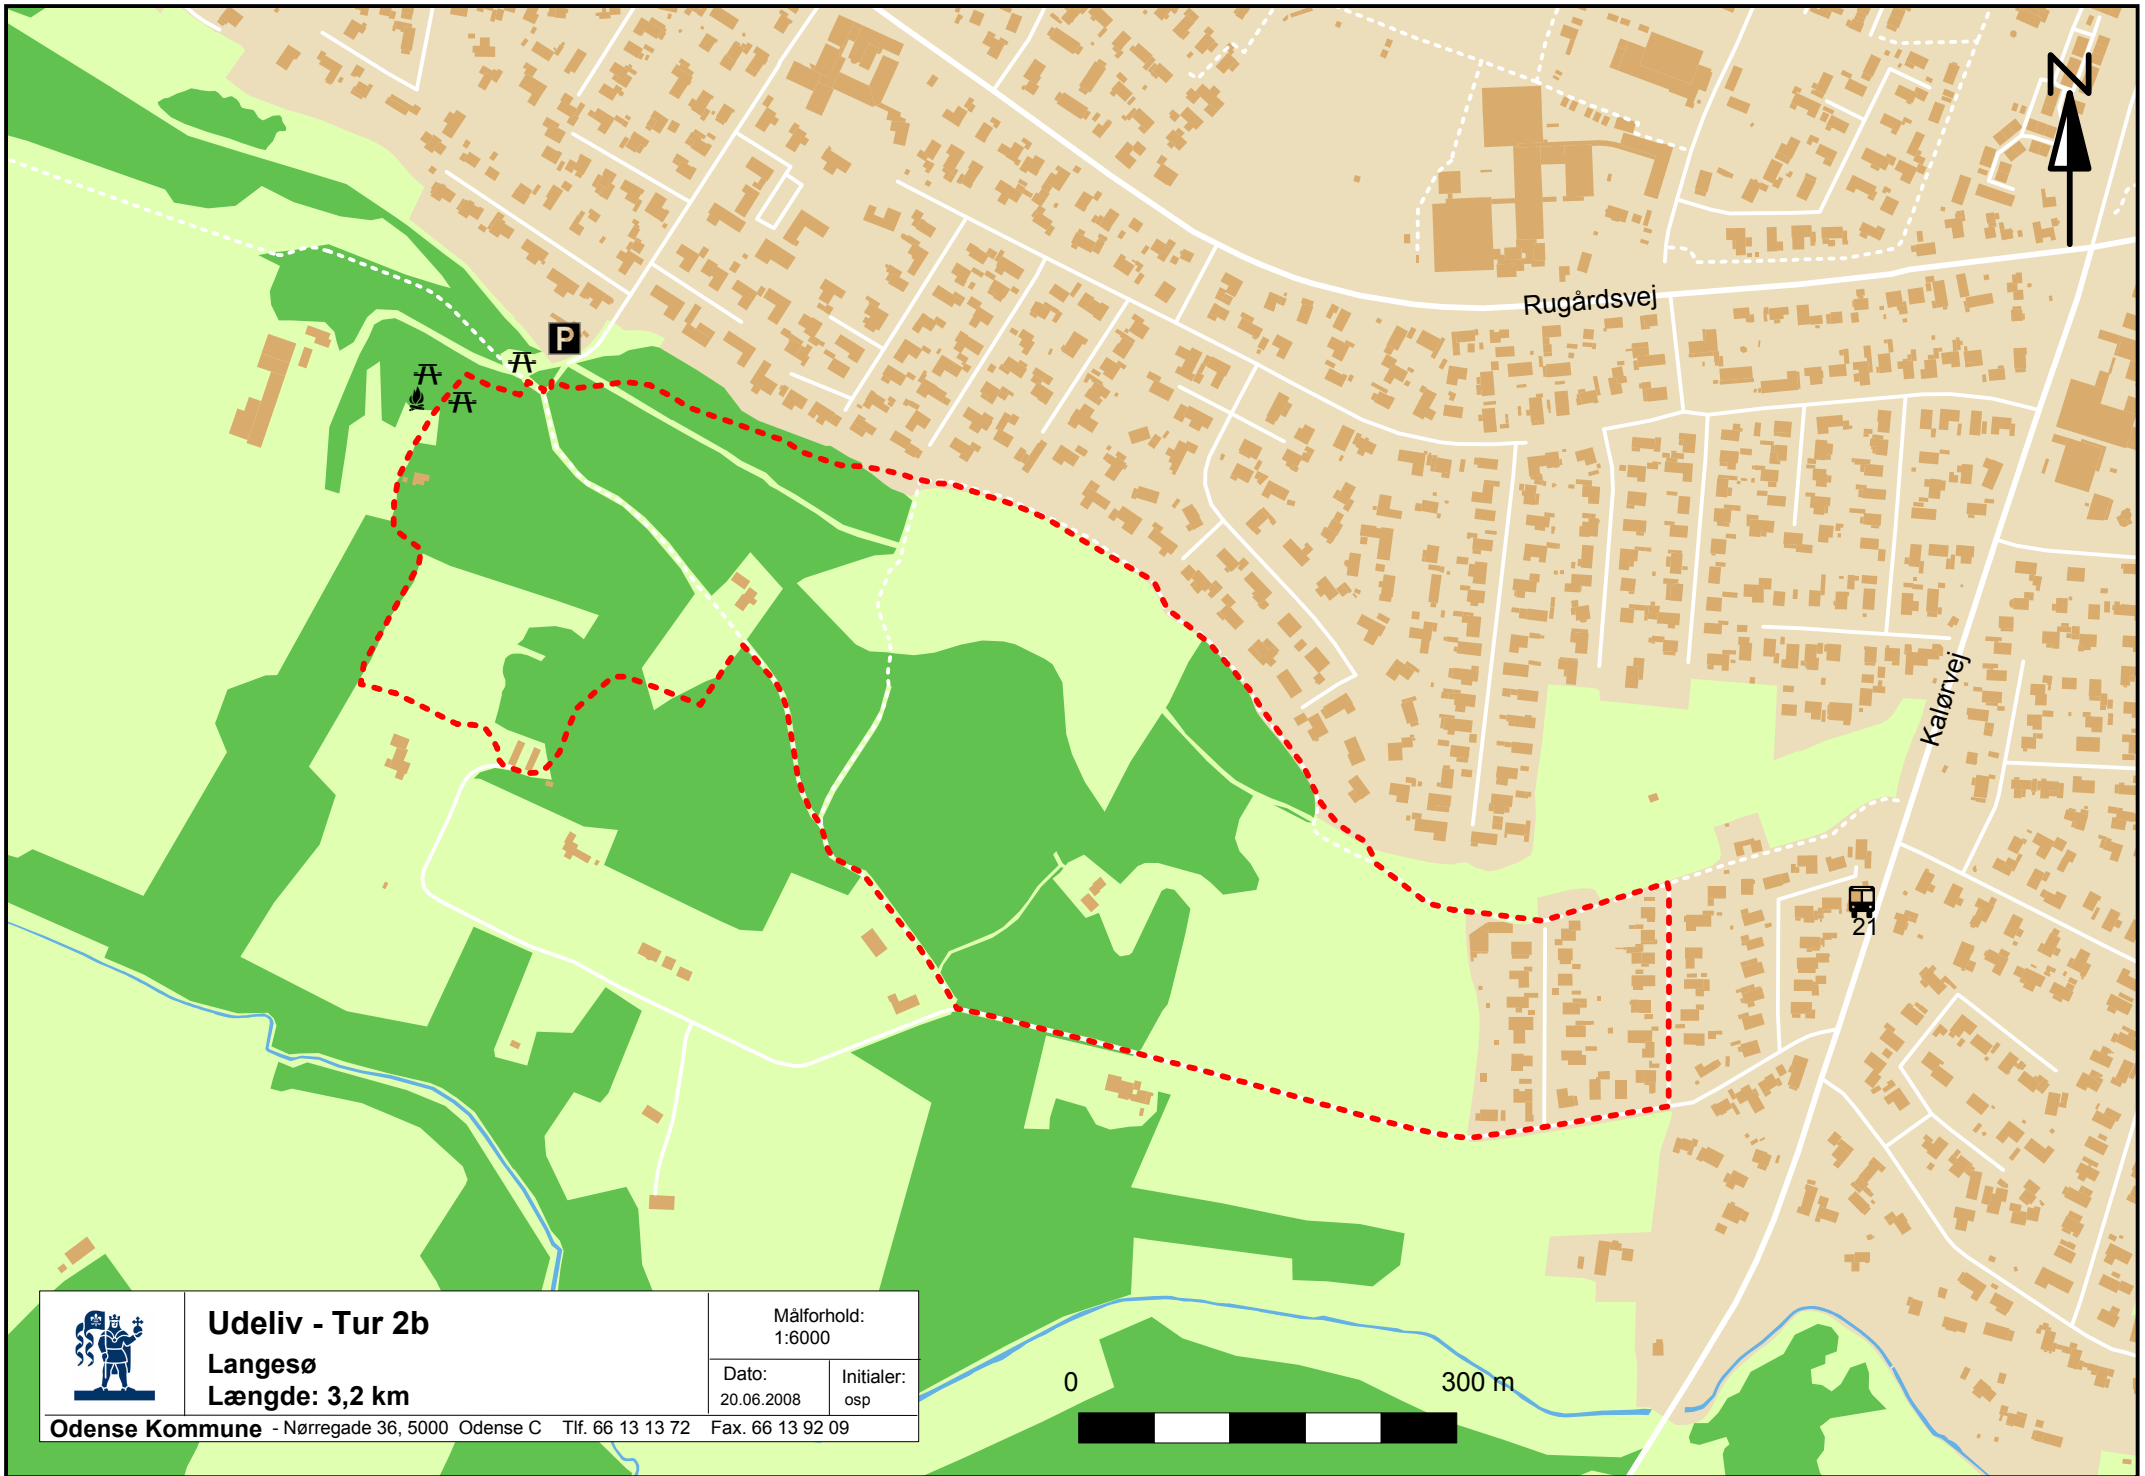 N
P
Rugårdsvej
Kalørvej
21
Udeliv - Tur 2b
Langesø
Længde: 3,2 km
Målforhold:
1:6000
Dato:
20.06.2008
Initialer:
osp
Odense Kommune - Nørregade 36, 5000 Odense C Tlf. 66 13 13 72 Fax. 66 13 92 09
0 300 m